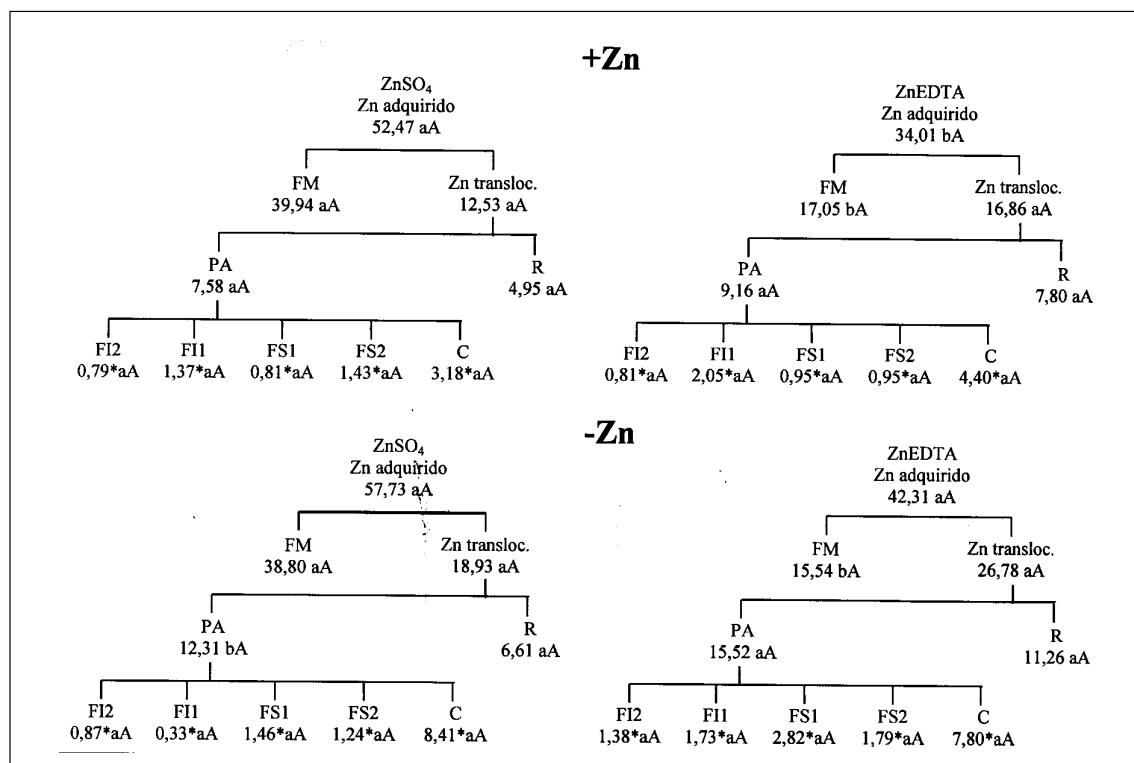 +Zn
ZnSO₄
Zn adquirido
52,47 aA
FM
39,94 aA
Zn transloc.
12,53 aA
PA
7,58 aA
R
4,95 aA
FI2
0,79*aA
FI1
1,37*aA
FS1
0,81*aA
FS2
1,43*aA
C
3,18*aA
ZnEDTA
Zn adquirido
34,01 bA
FM
17,05 bA
Zn transloc.
16,86 aA
PA
9,16 aA
R
7,80 aA
FI2
0,81*aA
FI1
2,05*aA
FS1
0,95*aA
FS2
0,95*aA
C
4,40*aA
-Zn
ZnSO₄
Zn adquirido
57,73 aA
FM
38,80 aA
Zn transloc.
18,93 aA
PA
12,31 bA
R
6,61 aA
FI2
0,87*aA
FI1
0,33*aA
FS1
1,46*aA
FS2
1,24*aA
C
8,41*aA
ZnEDTA
Zn adquirido
42,31 aA
FM
15,54 bA
Zn transloc.
26,78 aA
PA
15,52 aA
R
11,26 aA
FI2
1,38*aA
FI1
1,73*aA
FS1
2,82*aA
FS2
1,79*aA
C
7,80*aA